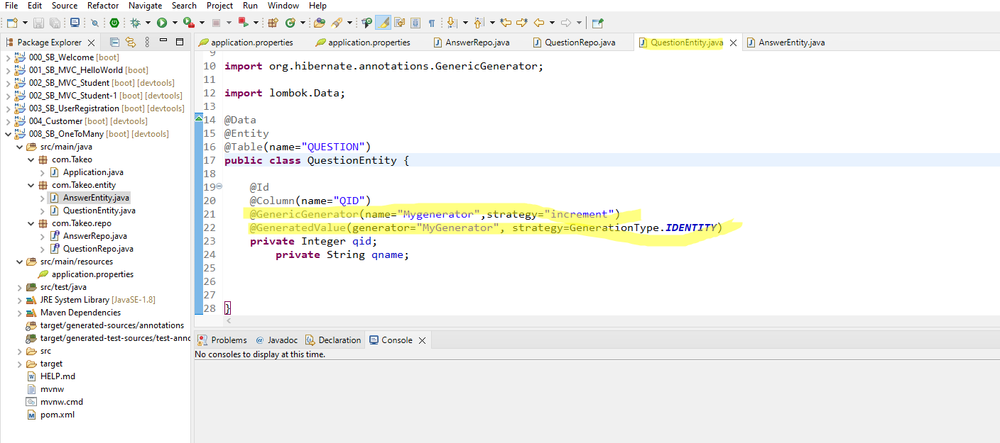 File Edit Source Refactor Navigate Search Project Run Window Help
Package Explorer
application.properties application.properties AnswerRepo.java QuestionRepo.java QuestionEntity.java AnswerEntity.java
000_SB_Welcome [boot]
001_SB_MVC_HelloWorld [boot]
002_SB_MVC_Student [boot] [devtools]
002_SB_MVC_Student-1 [boot] [devtools]
003_SB_UserRegistration [boot] [devtools]
004_Customer [boot] [devtools]
008_SB_OneToMany [boot] [devtools]
src/main/java
com.Takeo
Application.java
com.Takeo.entity
AnswerEntity.java
QuestionEntity.java
com.Takeo.repo
AnswerRepo.java
QuestionRepo.java
src/main/resources
application.properties
src/test/java
JRE System Library [JavaSE-1.8]
Maven Dependencies
target/generated-sources/annotations
target/generated-test-sources/test-anno
src
target
HELP.md
mvnw
mvnw.cmd
pom.xml
9
10 import org.hibernate.annotations.GenericGenerator;
11
12 import lombok.Data;
13
14 @Data
15 @Entity
16 @Table(name="QUESTION")
17 public class QuestionEntity {
18
19 @Id
20 @Column(name="QID")
21 @GenericGenerator(name="Mygenerator",strategy="increment")
22 @GeneratedValue(generator="MyGenerator", strategy=GenerationType.IDENTITY)
23 private Integer qid;
24 private String qname;
25
26
27
28 }
Problems Javadoc Declaration Console
No consoles to display at this time.